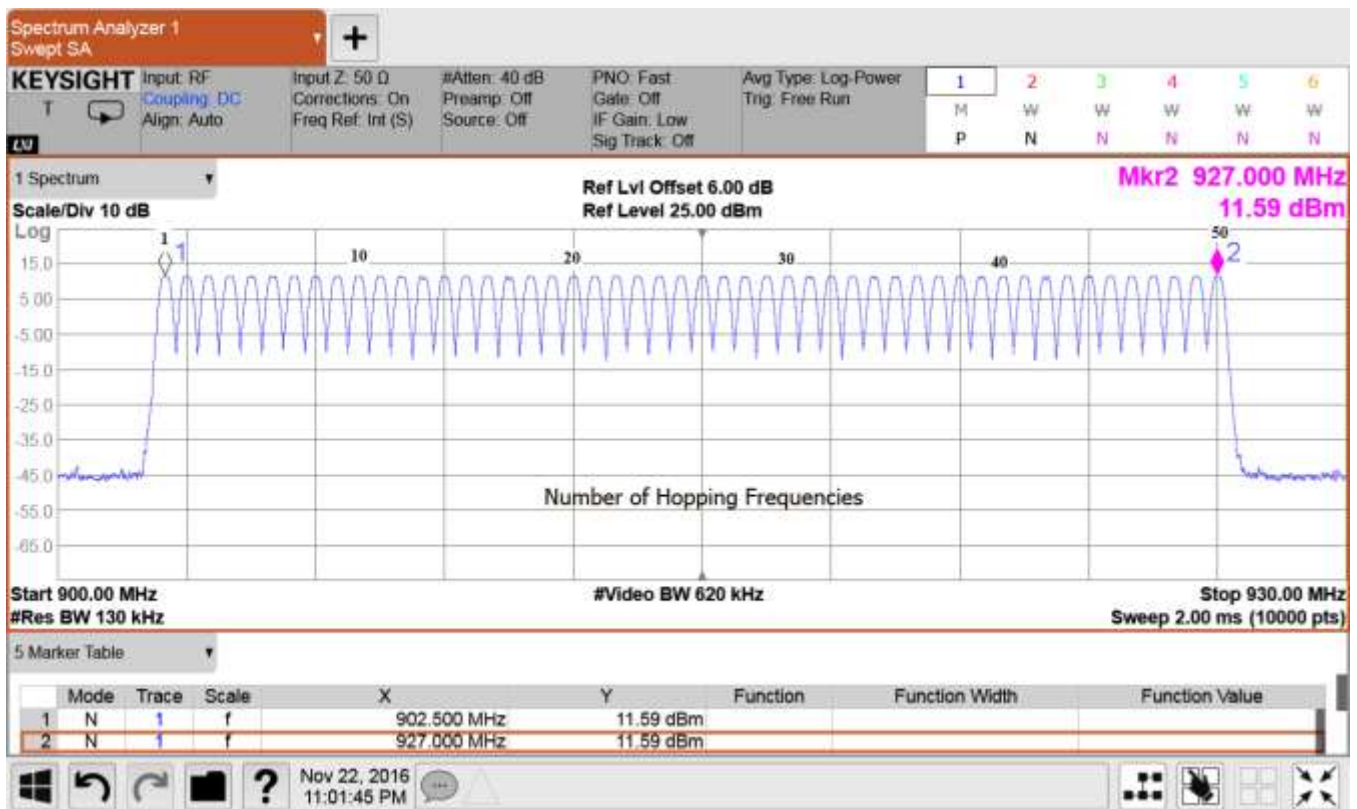 Spectrum Analyzer 1
Swept SA
+
KEYSIGHT Input: RF Input Z: 50 Ω #Atten: 40 dB PNO: Fast Avg Type: Log-Power 1 2 3 4 5 6
T Coupling: DC Corrections: On Preamp: Off Gate: Off Trig: Free Run M W W W W W
Align: Auto Freq Ref: Int (S) Source: Off IF Gain: Low P N N N N N
LXI Sig Track: Off
1 Spectrum
Ref Lvl Offset 6.00 dB Mkr2 927.000 MHz
Scale/Div 10 dB Ref Level 25.00 dBm 11.59 dBm
Log
1 50
1 10 20 30 40 2
15.0
5.00
-5.00
-15.0
-25.0
-35.0
-45.0
Number of Hopping Frequencies
-55.0
-65.0
Start 900.00 MHz #Video BW 620 kHz Stop 930.00 MHz
#Res BW 130 kHz Sweep 2.00 ms (10000 pts)
5 Marker Table
Mode Trace Scale X Y Function Function Width Function Value
1 N 1 f 902.500 MHz 11.59 dBm
2 N 1 f 927.000 MHz 11.59 dBm
? Nov 22, 2016
11:01:45 PM